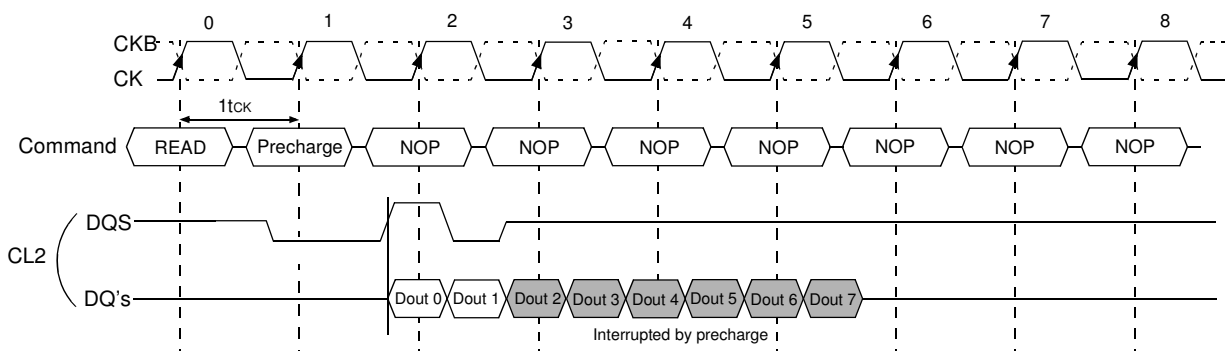 0 1 2 3 4 5 6 7 8
CKB
CK
1tCK
Command READ Precharge NOP NOP NOP NOP NOP NOP NOP
DQS
CL2
DQ's Dout 0 Dout 1 Dout 2 Dout 3 Dout 4 Dout 5 Dout 6 Dout 7
Interrupted by precharge